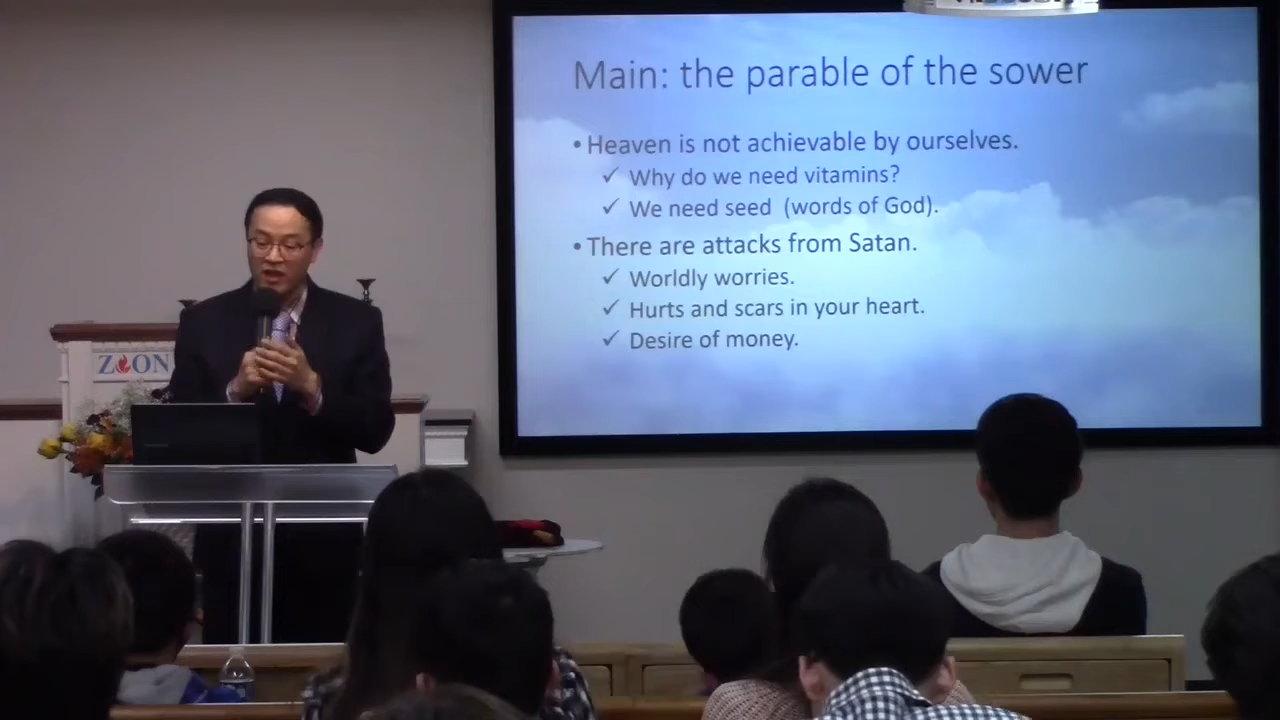 Main: the parable of the sower
• Heaven is not achievable by ourselves.
✓ Why do we need vitamins?
✓ We need seed (words of God).
• There are attacks from Satan.
✓ Worldly worries.
✓ Hurts and scars in your heart.
✓ Desire of money.
ZION